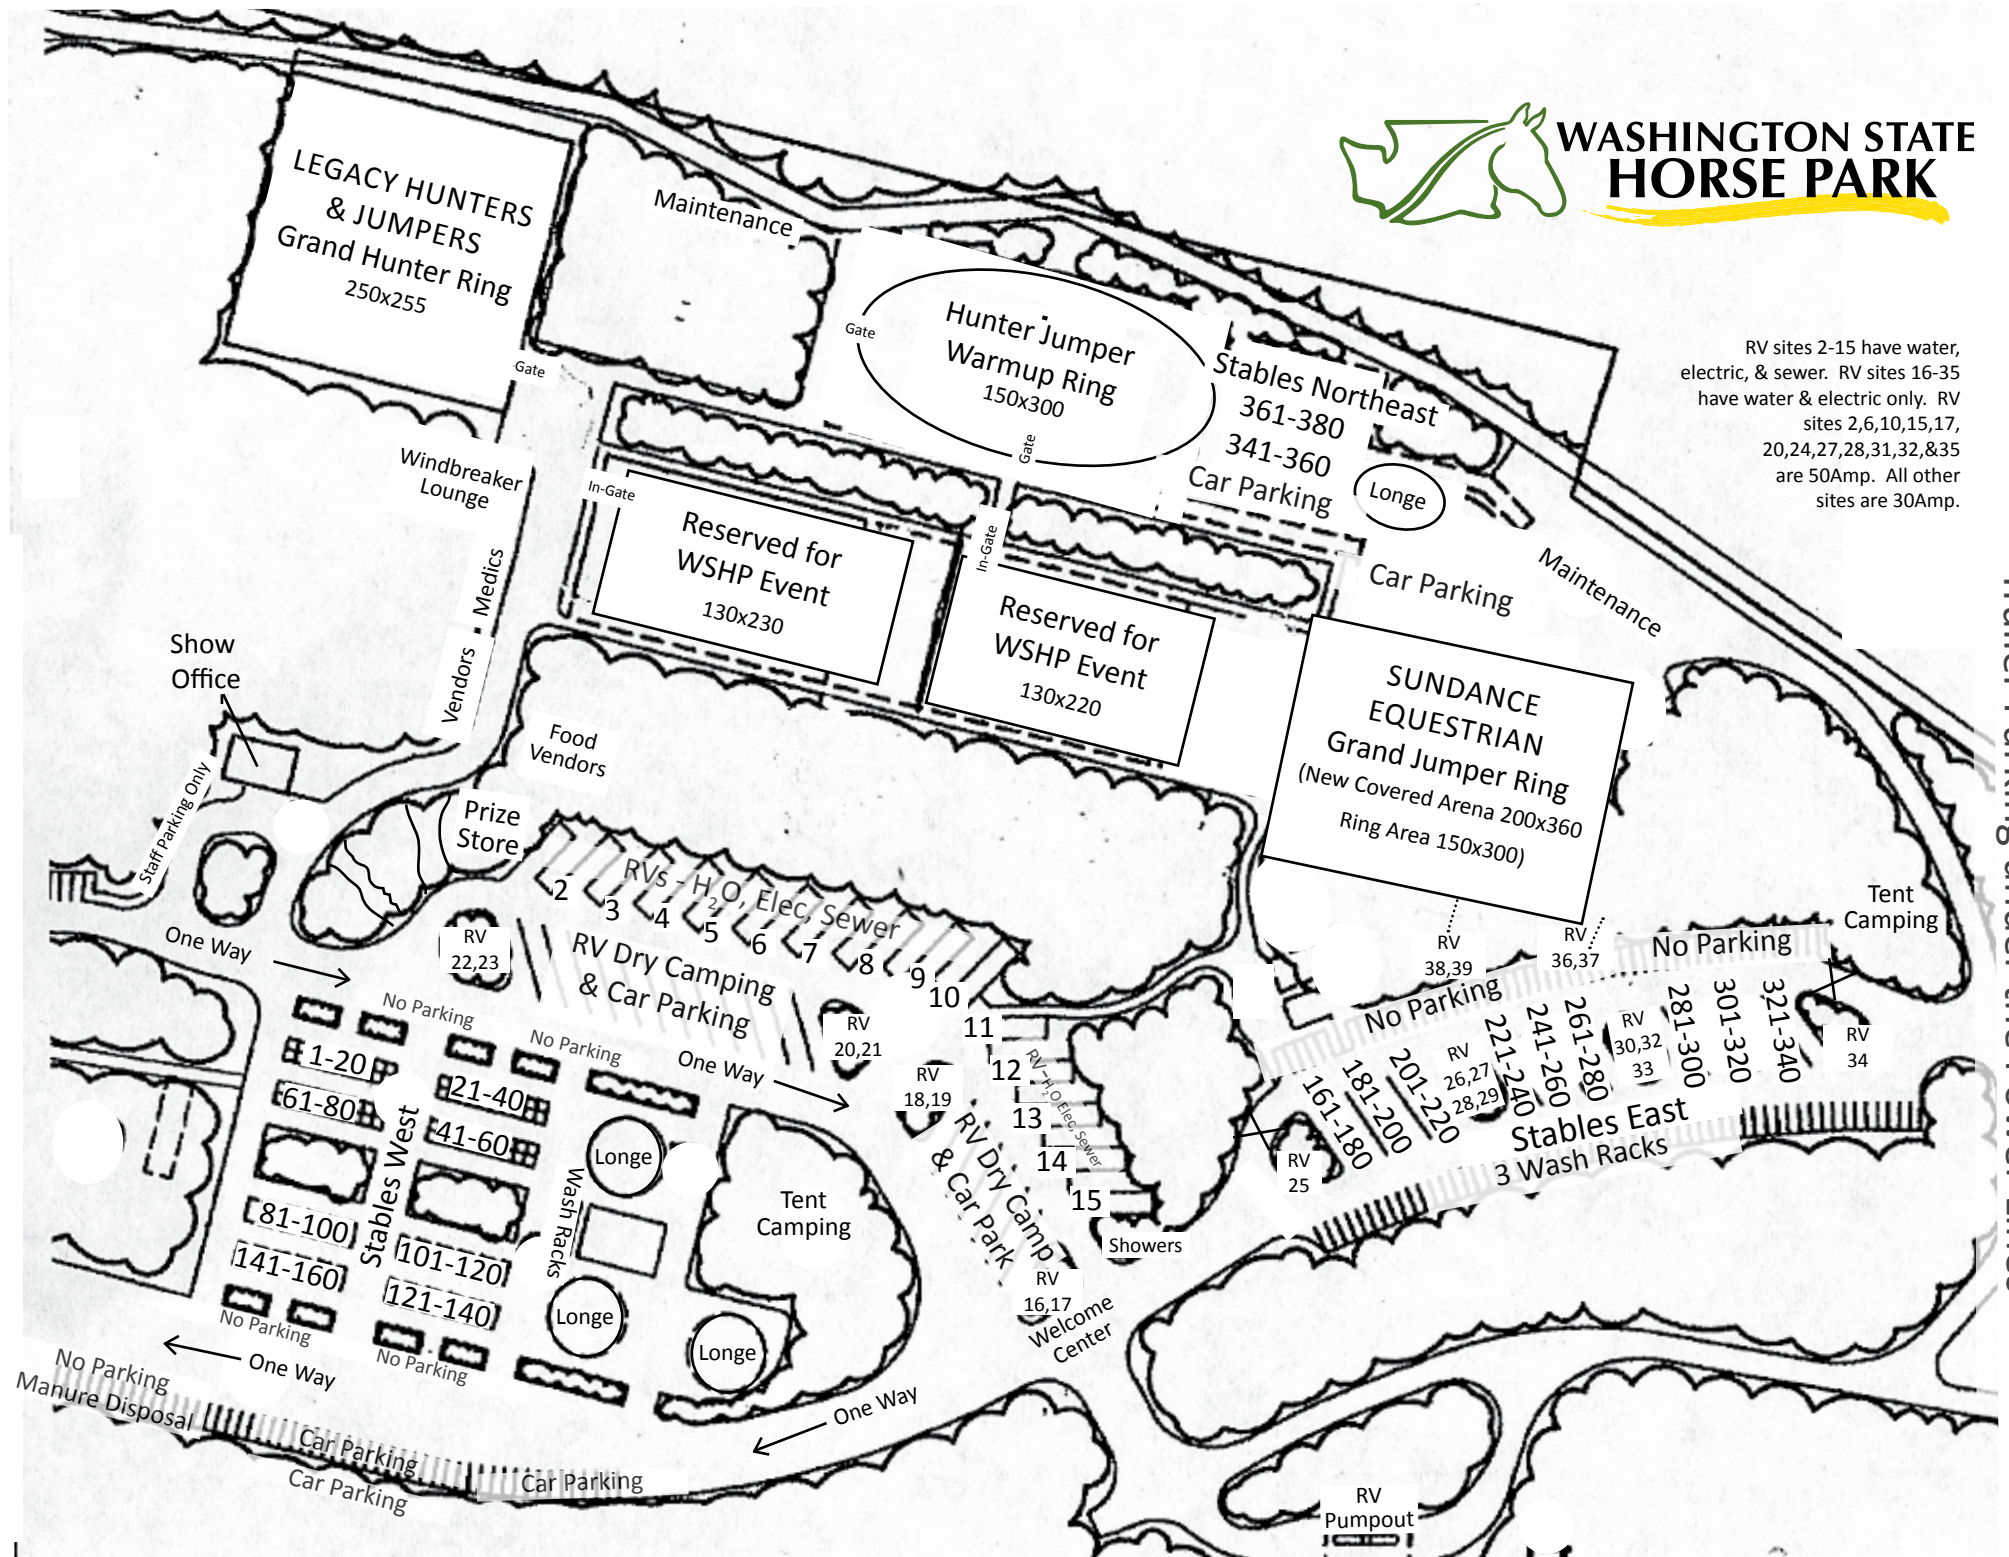 WASHINGTON STATE
HORSE PARK
LEGACY HUNTERS
& JUMPERS
Grand Hunter Ring
250x255
Maintenance
Gate
Hunter Jumper
Warmup Ring
150x300
Gate
Gate
Stables Northeast
361-380
341-360
Car Parking
Longe
RV sites 2-15 have water,
electric, & sewer. RV sites 16-35
have water & electric only. RV
sites 2,6,10,15,17,
20,24,27,28,31,32,&35
are 50Amp. All other
sites are 30Amp.
Windbreaker
Lounge
In-Gate
Reserved for
WSHP Event
130x230
In-Gate
Reserved for
WSHP Event
130x220
Car Parking
Maintenance
Medics
Vendors
Show
Office
Staff Parking Only
Food
Vendors
Prize
Store
SUNDANCE
EQUESTRIAN
Grand Jumper Ring
(New Covered Arena 200x360
Ring Area 150x300)
RVs - H2O, Elec, Sewer
2
3
4
5
6
7
8
9
10
11
12
13
14
15
RV
22,23
RV Dry Camping
& Car Parking
RV
20,21
RV
18,19
RV-H2O Elec, Sewer
RV Dry Camp
& Car Park
RV
16,17
Showers
Welcome
Center
One Way
No Parking
No Parking
One Way
1-20
21-40
61-80
41-60
Stables West
81-100
101-120
141-160
121-140
Wash Racks
Longe
Longe
Longe
Tent
Camping
No Parking
No Parking
One Way
One Way
No Parking
Manure Disposal
Car Parking
Car Parking
Car Parking
RV
38,39
RV
36,37
No Parking
No Parking
Tent
Camping
161-180
181-200
201-220
RV
26,27
28,29
221-240
241-260
261-280
RV
30,32
33
281-300
301-320
321-340
RV
34
Stables East
3 Wash Racks
RV
25
RV
Pumpout